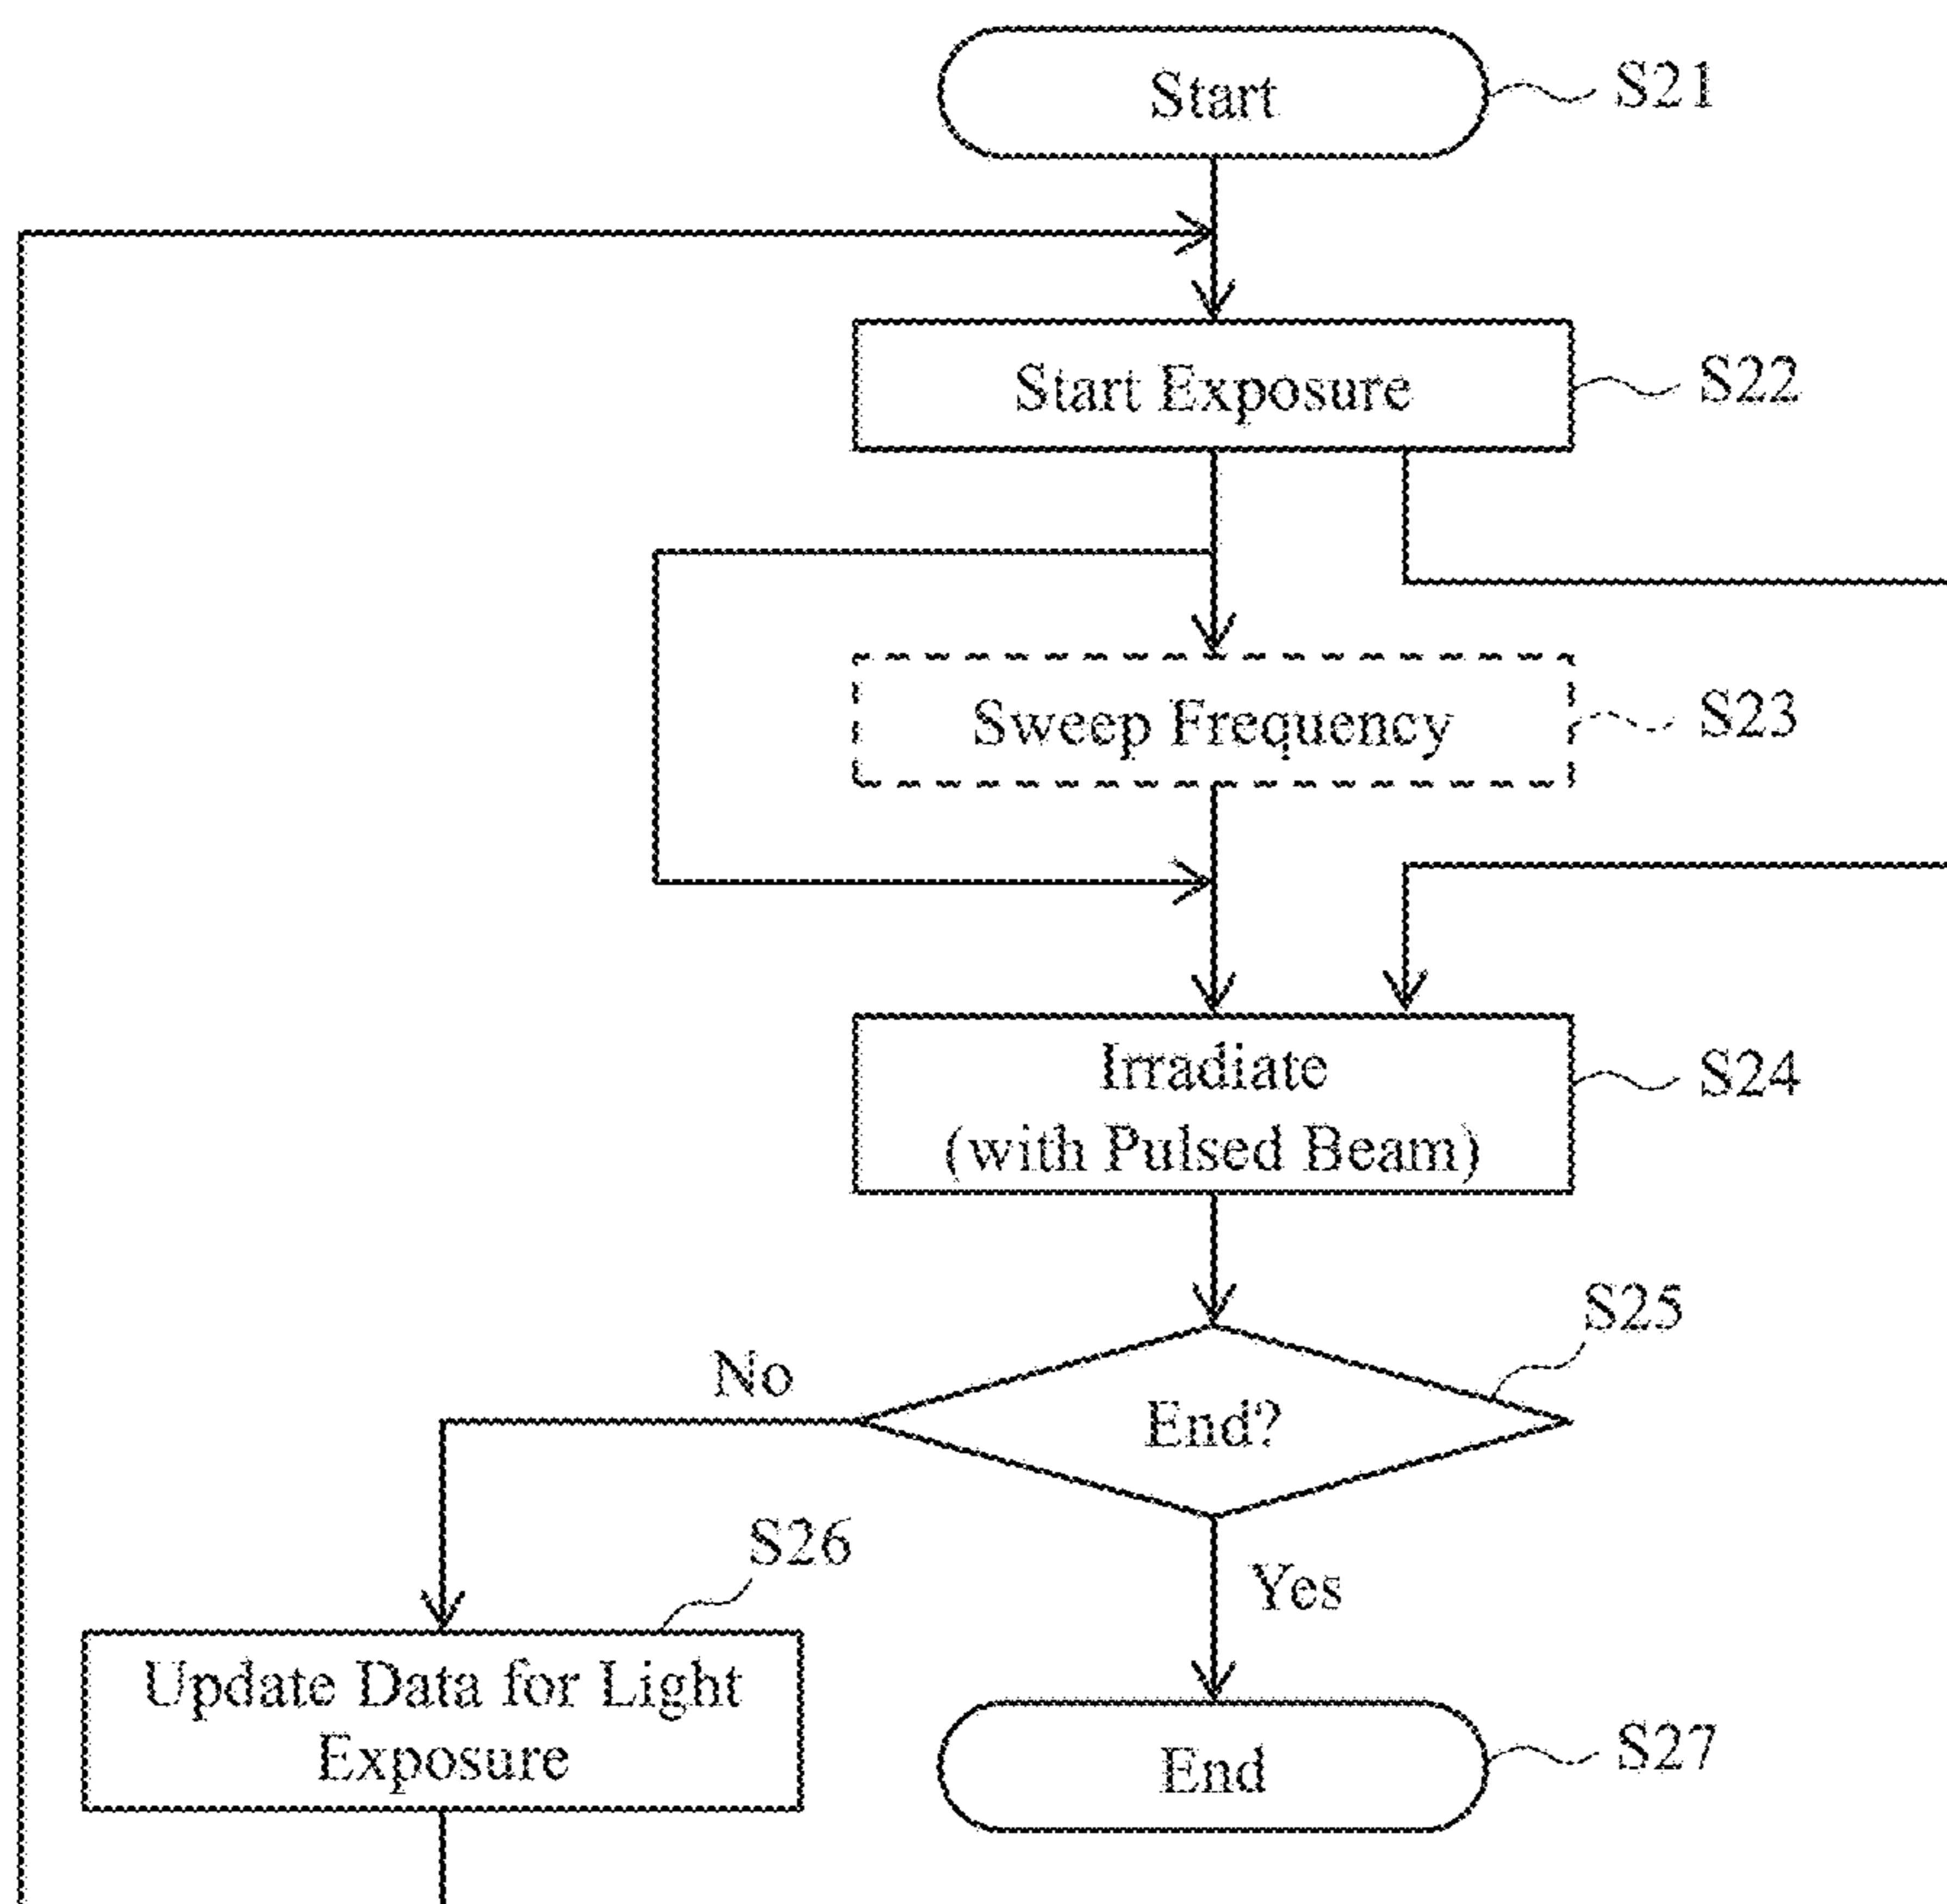 Start
S21
Start Exposure
S22
Sweep Frequency
S23
Irradiate
(with Pulsed Beam)
S24
S25
No
End?
S26
Yes
Update Data for Light
Exposure
End
S27